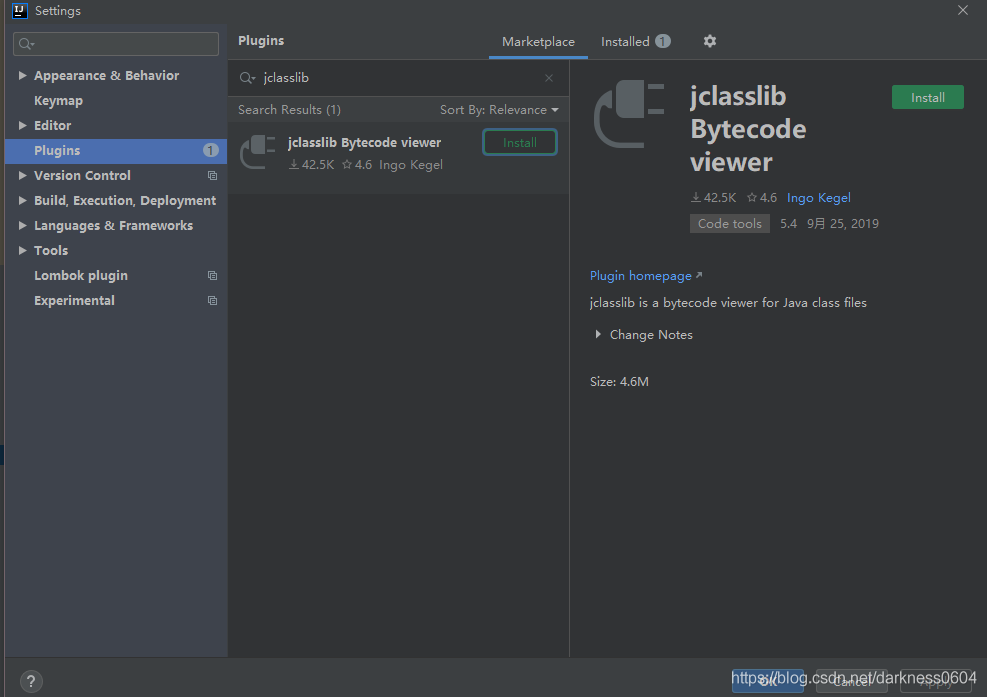 Settings
Plugins
Marketplace
Installed 1
jclasslib
Appearance & Behavior
Keymap
Editor
Plugins 1
Version Control
Build, Execution, Deployment
Languages & Frameworks
Tools
Lombok plugin
Experimental
Search Results (1)
Sort By: Relevance
jclasslib Bytecode viewer
Install
42.5K 4.6 Ingo Kegel
jclasslib
Bytecode
viewer
Install
42.5K 4.6 Ingo Kegel
Code tools 5.4 9月 25, 2019
Plugin homepage
jclasslib is a bytecode viewer for Java class files
Change Notes
Size: 4.6M
?
OK
Cancel
Apply
https://blog.csdn.net/darkness0604